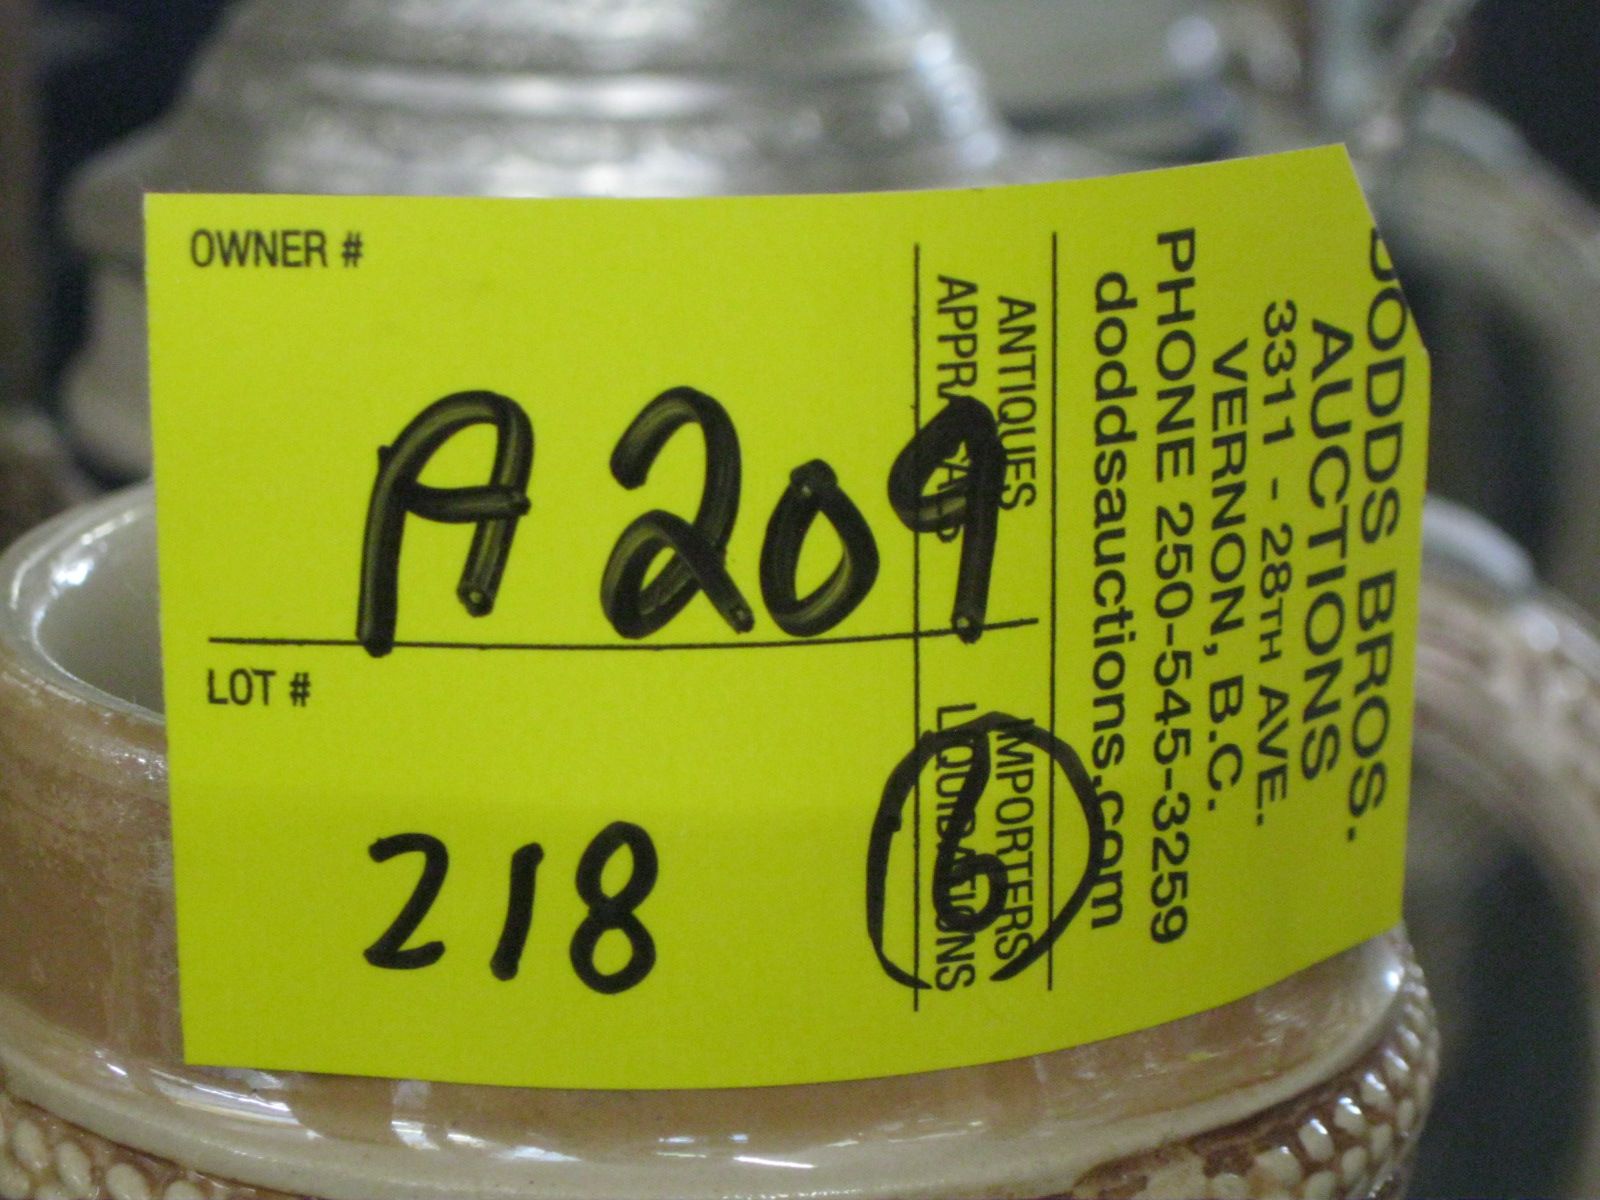 OWNER #
A209
LOT #
218
6
DODDS BROS.
AUCTIONS
3311 - 28TH AVE.
VERNON, B.C.
PHONE 250-545-3259
doddsauctions.com
ANTIQUES IMPORTERS
LIQUIDATIONS